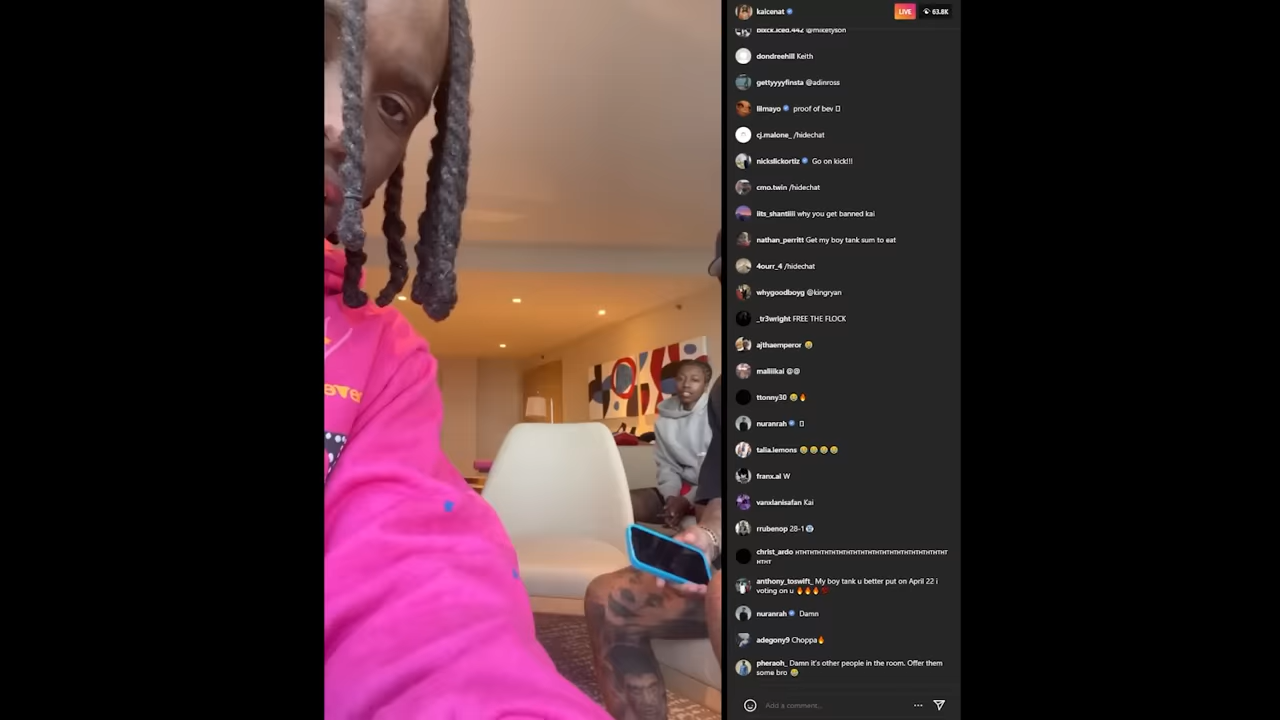 kaicenat
LIVE 63.8K
blxck.iced.442 @miketyson
dondreehill Keith
gettyyyyfinsta @adinross
lilmayo proof of bev
cj.malone_ /hidechat
nickslickortiz Go on kick!!!
cmo.twin /hidechat
iits_shantilll why you get banned kai
nathan_perritt Get my boy tank sum to eat
4ourr_4 /hidechat
whygoodboyg @kingryan
_tr3wright FREE THE FLOCK
ajthaemperor 😂
malliikai @@
ttonny30 😂🔥
nuranrah
talia.lemons 🤣🤣🤣🤣
franx.al W
vanxlanisafan Kai
rrubenop 28-1🥶
christ_ardo
anthony_toswift_ My boy tank u better put on April 22 i
voting on u 🔥🔥🔥
nuranrah Damn
adegony9 Choppa🔥
pheraoh_ Damn it's other people in the room. Offer them
some bro 😂
Add a comment...